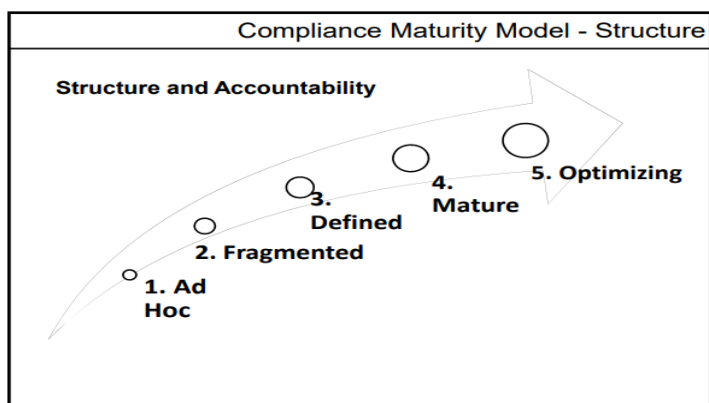 Compliance Maturity Model - Structure
Structure and Accountability
1. Ad
Hoc
2. Fragmented
3.
Defined
4.
Mature
5. Optimizing